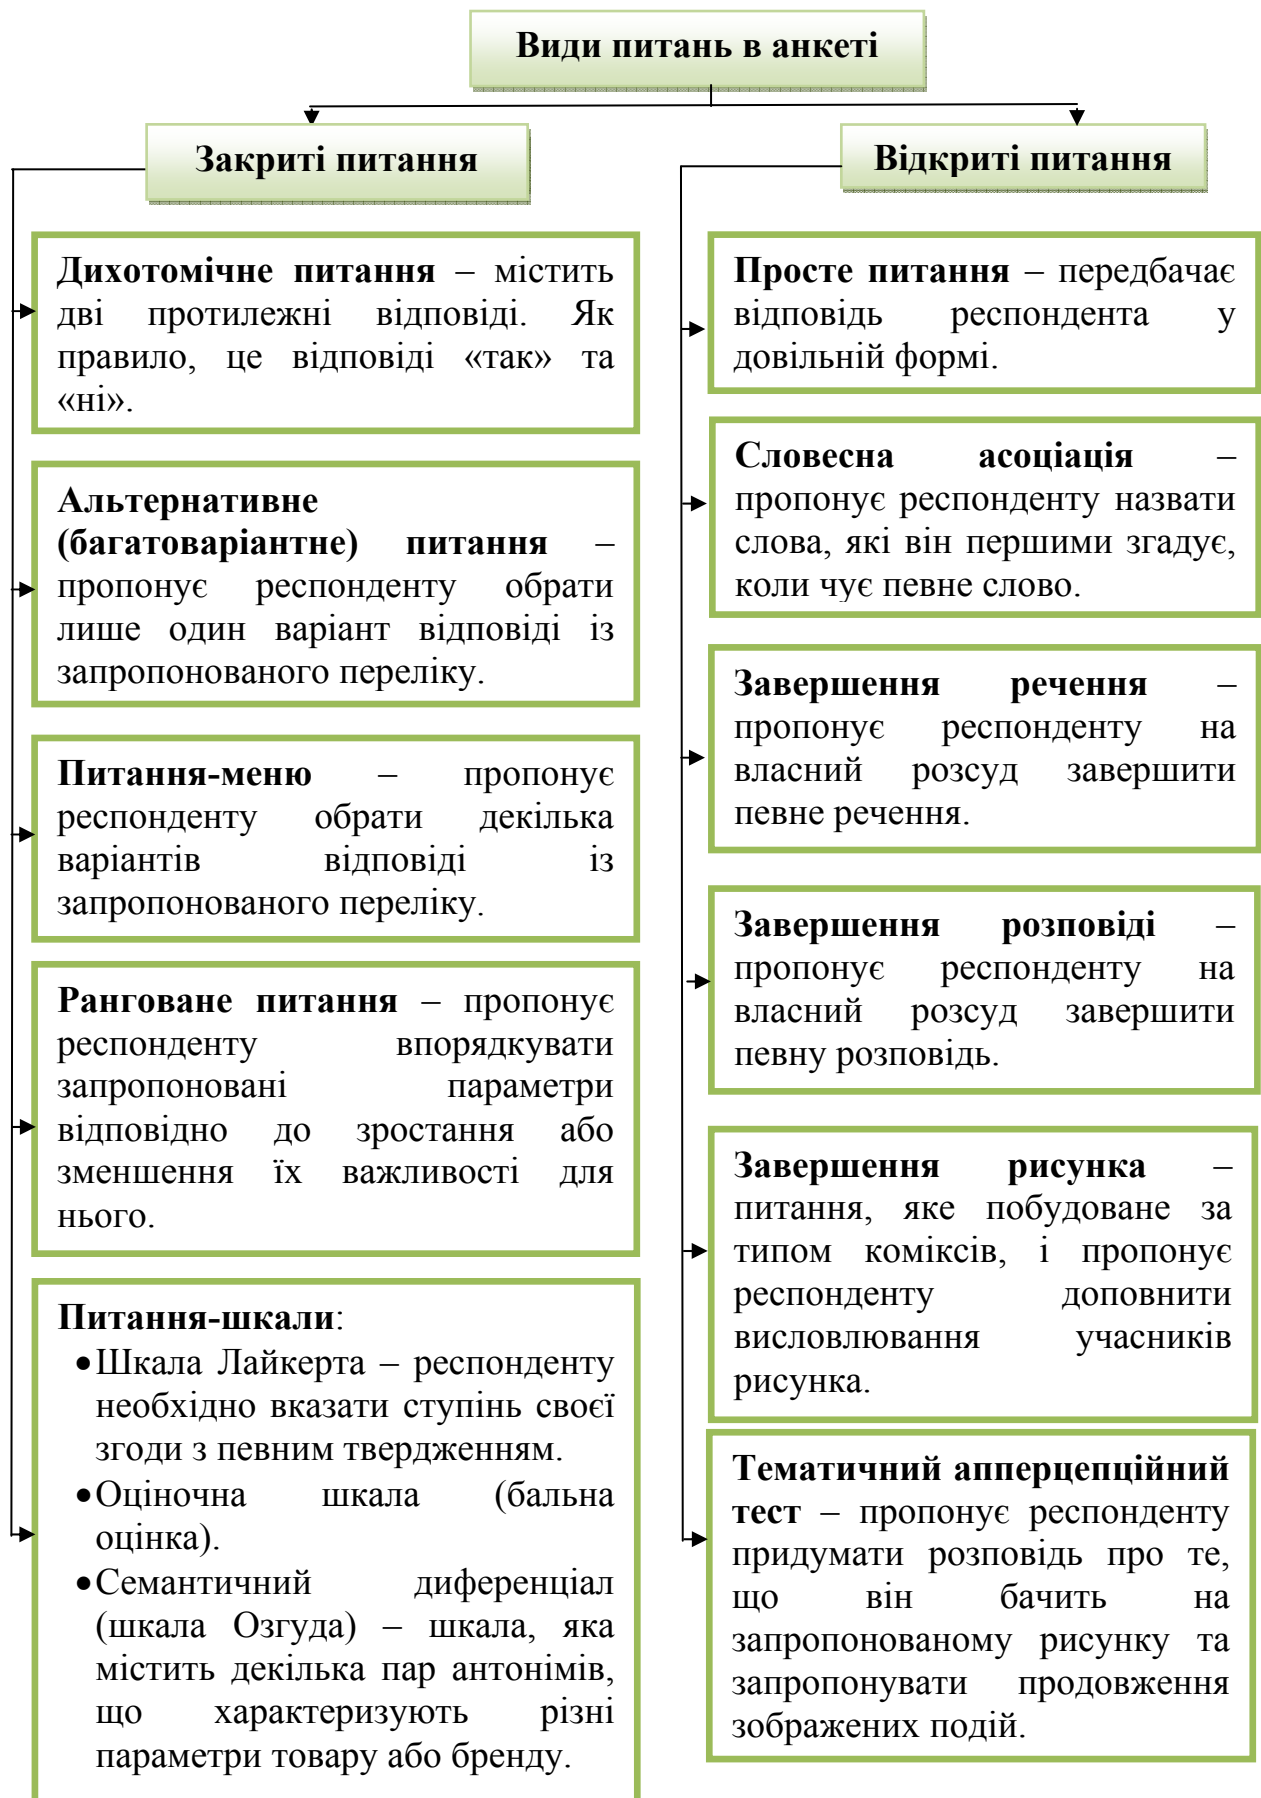 Види питань в анкеті
Закриті питання
Дихотомічне питання – містить
дві протилежні відповіді. Як
правило, це відповіді «так» та
«ні».
Альтернативне
(багатоваріантне) питання –
пропонує респонденту обрати
лише один варіант відповіді із
запропонованого переліку.
Питання-меню – пропонує
респонденту обрати декілька
варіантів відповіді із
запропонованого переліку.
Ранговане питання – пропонує
респонденту впорядкувати
запропоновані параметри
відповідно до зростання або
зменшення їх важливості для
нього.
Питання-шкали:
•Шкала Лайкерта – респонденту
необхідно вказати ступінь своєї
згоди з певним твердженням.
•Оціночна шкала (бальна
оцінка).
•Семантичний диференціал
(шкала Озгуда) – шкала, яка
містить декілька пар антонімів,
що характеризують різні
параметри товару або бренду.
Відкриті питання
Просте питання – передбачає
відповідь респондента у
довільній формі.
Словесна асоціація –
пропонує респонденту назвати
слова, які він першими згадує,
коли чує певне слово.
Завершення речення –
пропонує респонденту на
власний розсуд завершити
певне речення.
Завершення розповіді –
пропонує респонденту на
власний розсуд завершити
певну розповідь.
Завершення рисунка –
питання, яке побудоване за
типом коміксів, і пропонує
респонденту доповнити
висловлювання учасників
рисунка.
Тематичний апперцепційний
тест – пропонує респонденту
придумати розповідь про те,
що він бачить на
запропонованому рисунку та
запропонувати продовження
зображених подій.